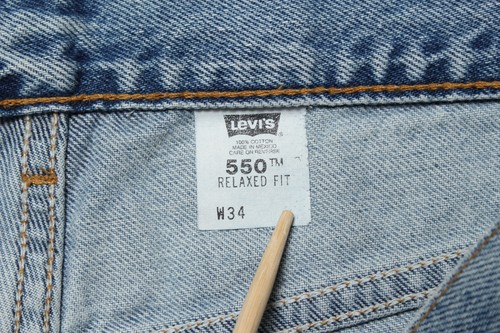 Levi's®
100% COTTON
MADE IN MEXICO
CARE ON REVERSE
550™
RELAXED FIT
W34